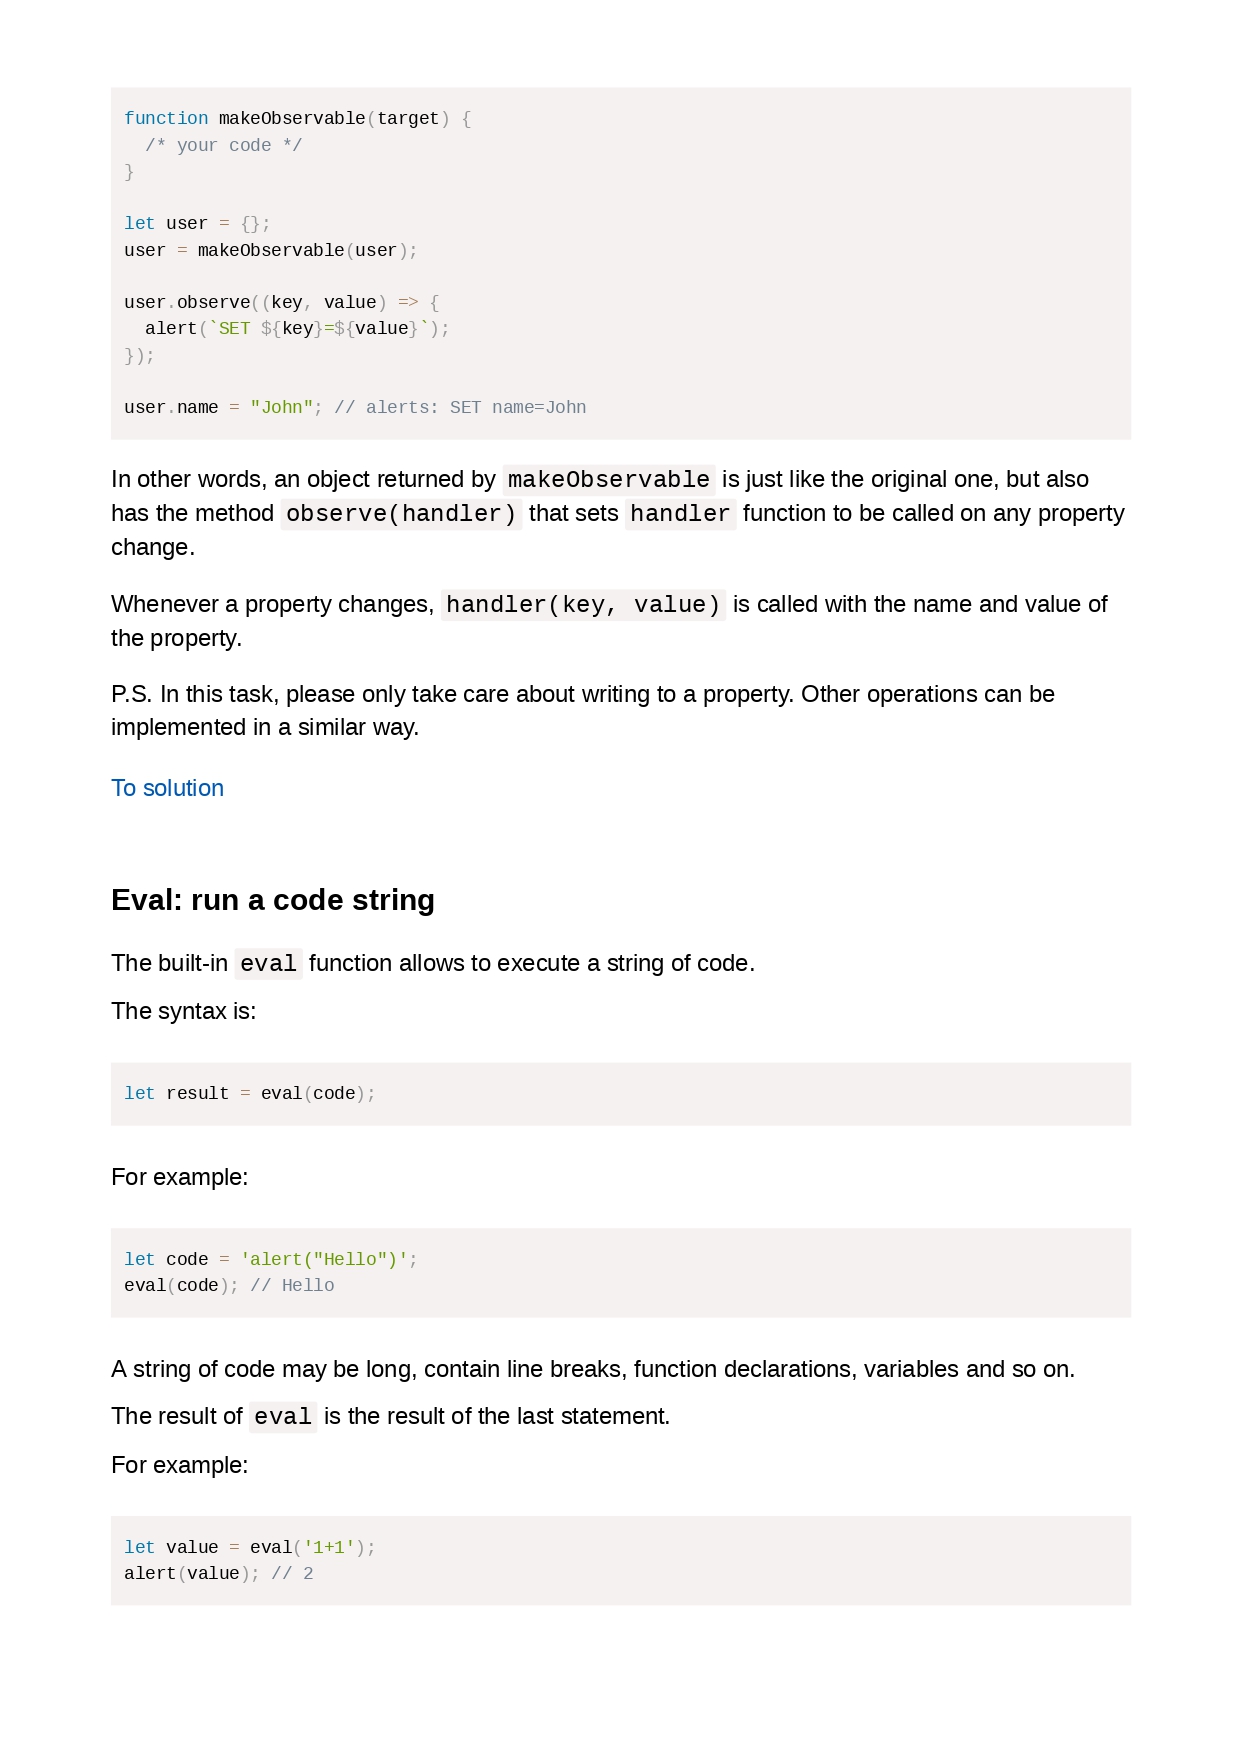 function makeObservable(target) {
  /* your code */
}

let user = {};
user = makeObservable(user);

user.observe((key, value) => {
  alert(`SET ${key}=${value}`);
});

user.name = "John"; // alerts: SET name=John

In other words, an object returned by makeObservable is just like the original one, but also
has the method observe(handler) that sets handler function to be called on any property
change.

Whenever a property changes, handler(key, value) is called with the name and value of
the property.

P.S. In this task, please only take care about writing to a property. Other operations can be
implemented in a similar way.

To solution

Eval: run a code string

The built-in eval function allows to execute a string of code.

The syntax is:

let result = eval(code);

For example:

let code = 'alert("Hello")';
eval(code); // Hello

A string of code may be long, contain line breaks, function declarations, variables and so on.

The result of eval is the result of the last statement.

For example:

let value = eval('1+1');
alert(value); // 2